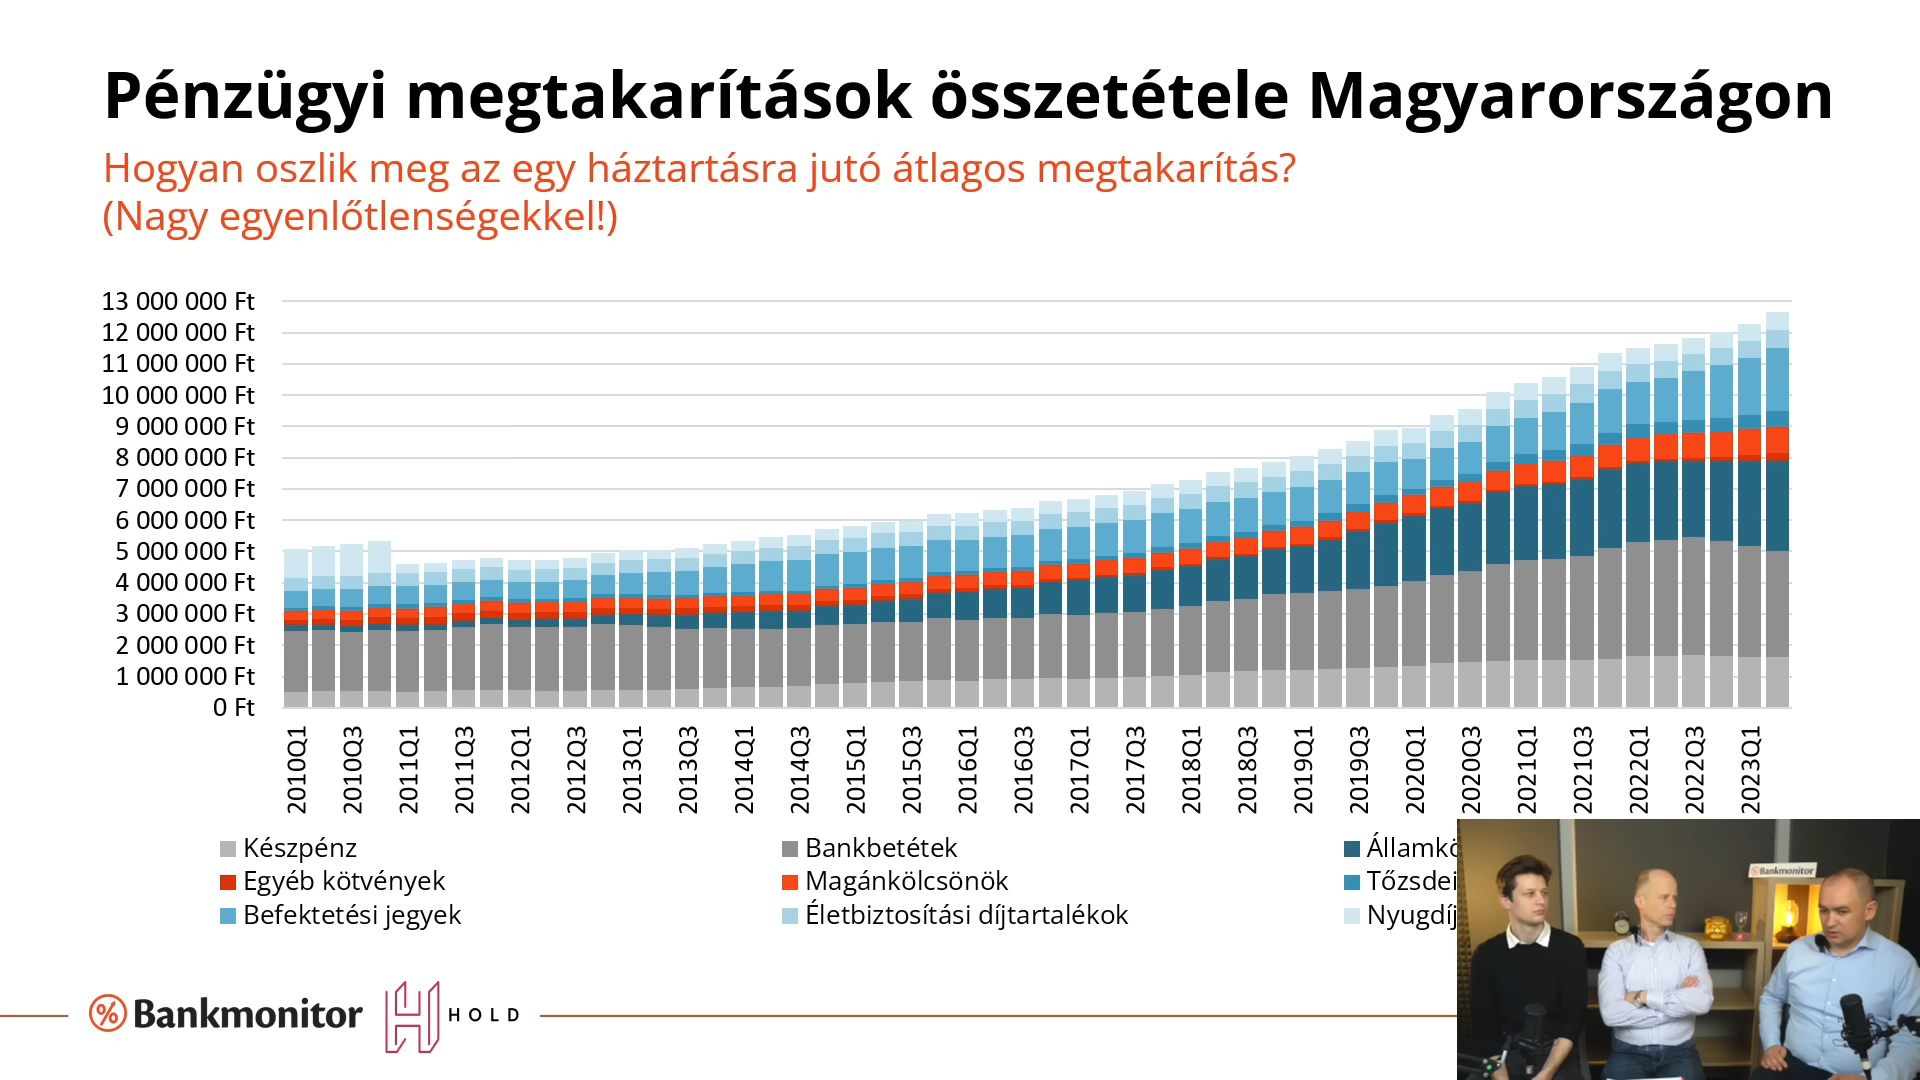 Pénzügyi megtakarítások összetétele Magyarországon
Hogyan oszlik meg az egy háztartásra jutó átlagos megtakarítás?
(Nagy egyenlőtlenségekkel!)
13 000 000 Ft
12 000 000 Ft
11 000 000 Ft
10 000 000 Ft
9 000 000 Ft
8 000 000 Ft
7 000 000 Ft
6 000 000 Ft
5 000 000 Ft
4 000 000 Ft
3 000 000 Ft
2 000 000 Ft
1 000 000 Ft
0 Ft
2010Q1
2010Q3
2011Q1
2011Q3
2012Q1
2012Q3
2013Q1
2013Q3
2014Q1
2014Q3
2015Q1
2015Q3
2016Q1
2016Q3
2017Q1
2017Q3
2018Q1
2018Q3
2019Q1
2019Q3
2020Q1
2020Q3
2021Q1
2021Q3
2022Q1
2022Q3
2023Q1
Készpénz
Bankbetétek
Egyéb kötvények
Magánkölcsönök
Tőzsdei
Befektetési jegyek
Életbiztosítási díjtartalékok
Bankmonitor
Bankmonitor
HOLD